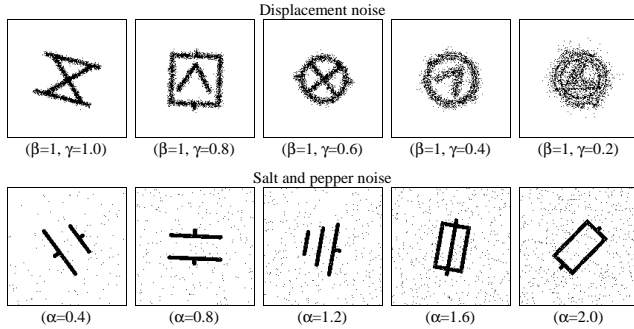 Displacement noise
(β=1, γ=1.0) (β=1, γ=0.8) (β=1, γ=0.6) (β=1, γ=0.4) (β=1, γ=0.2)
Salt and pepper noise
(α=0.4) (α=0.8) (α=1.2) (α=1.6) (α=2.0)